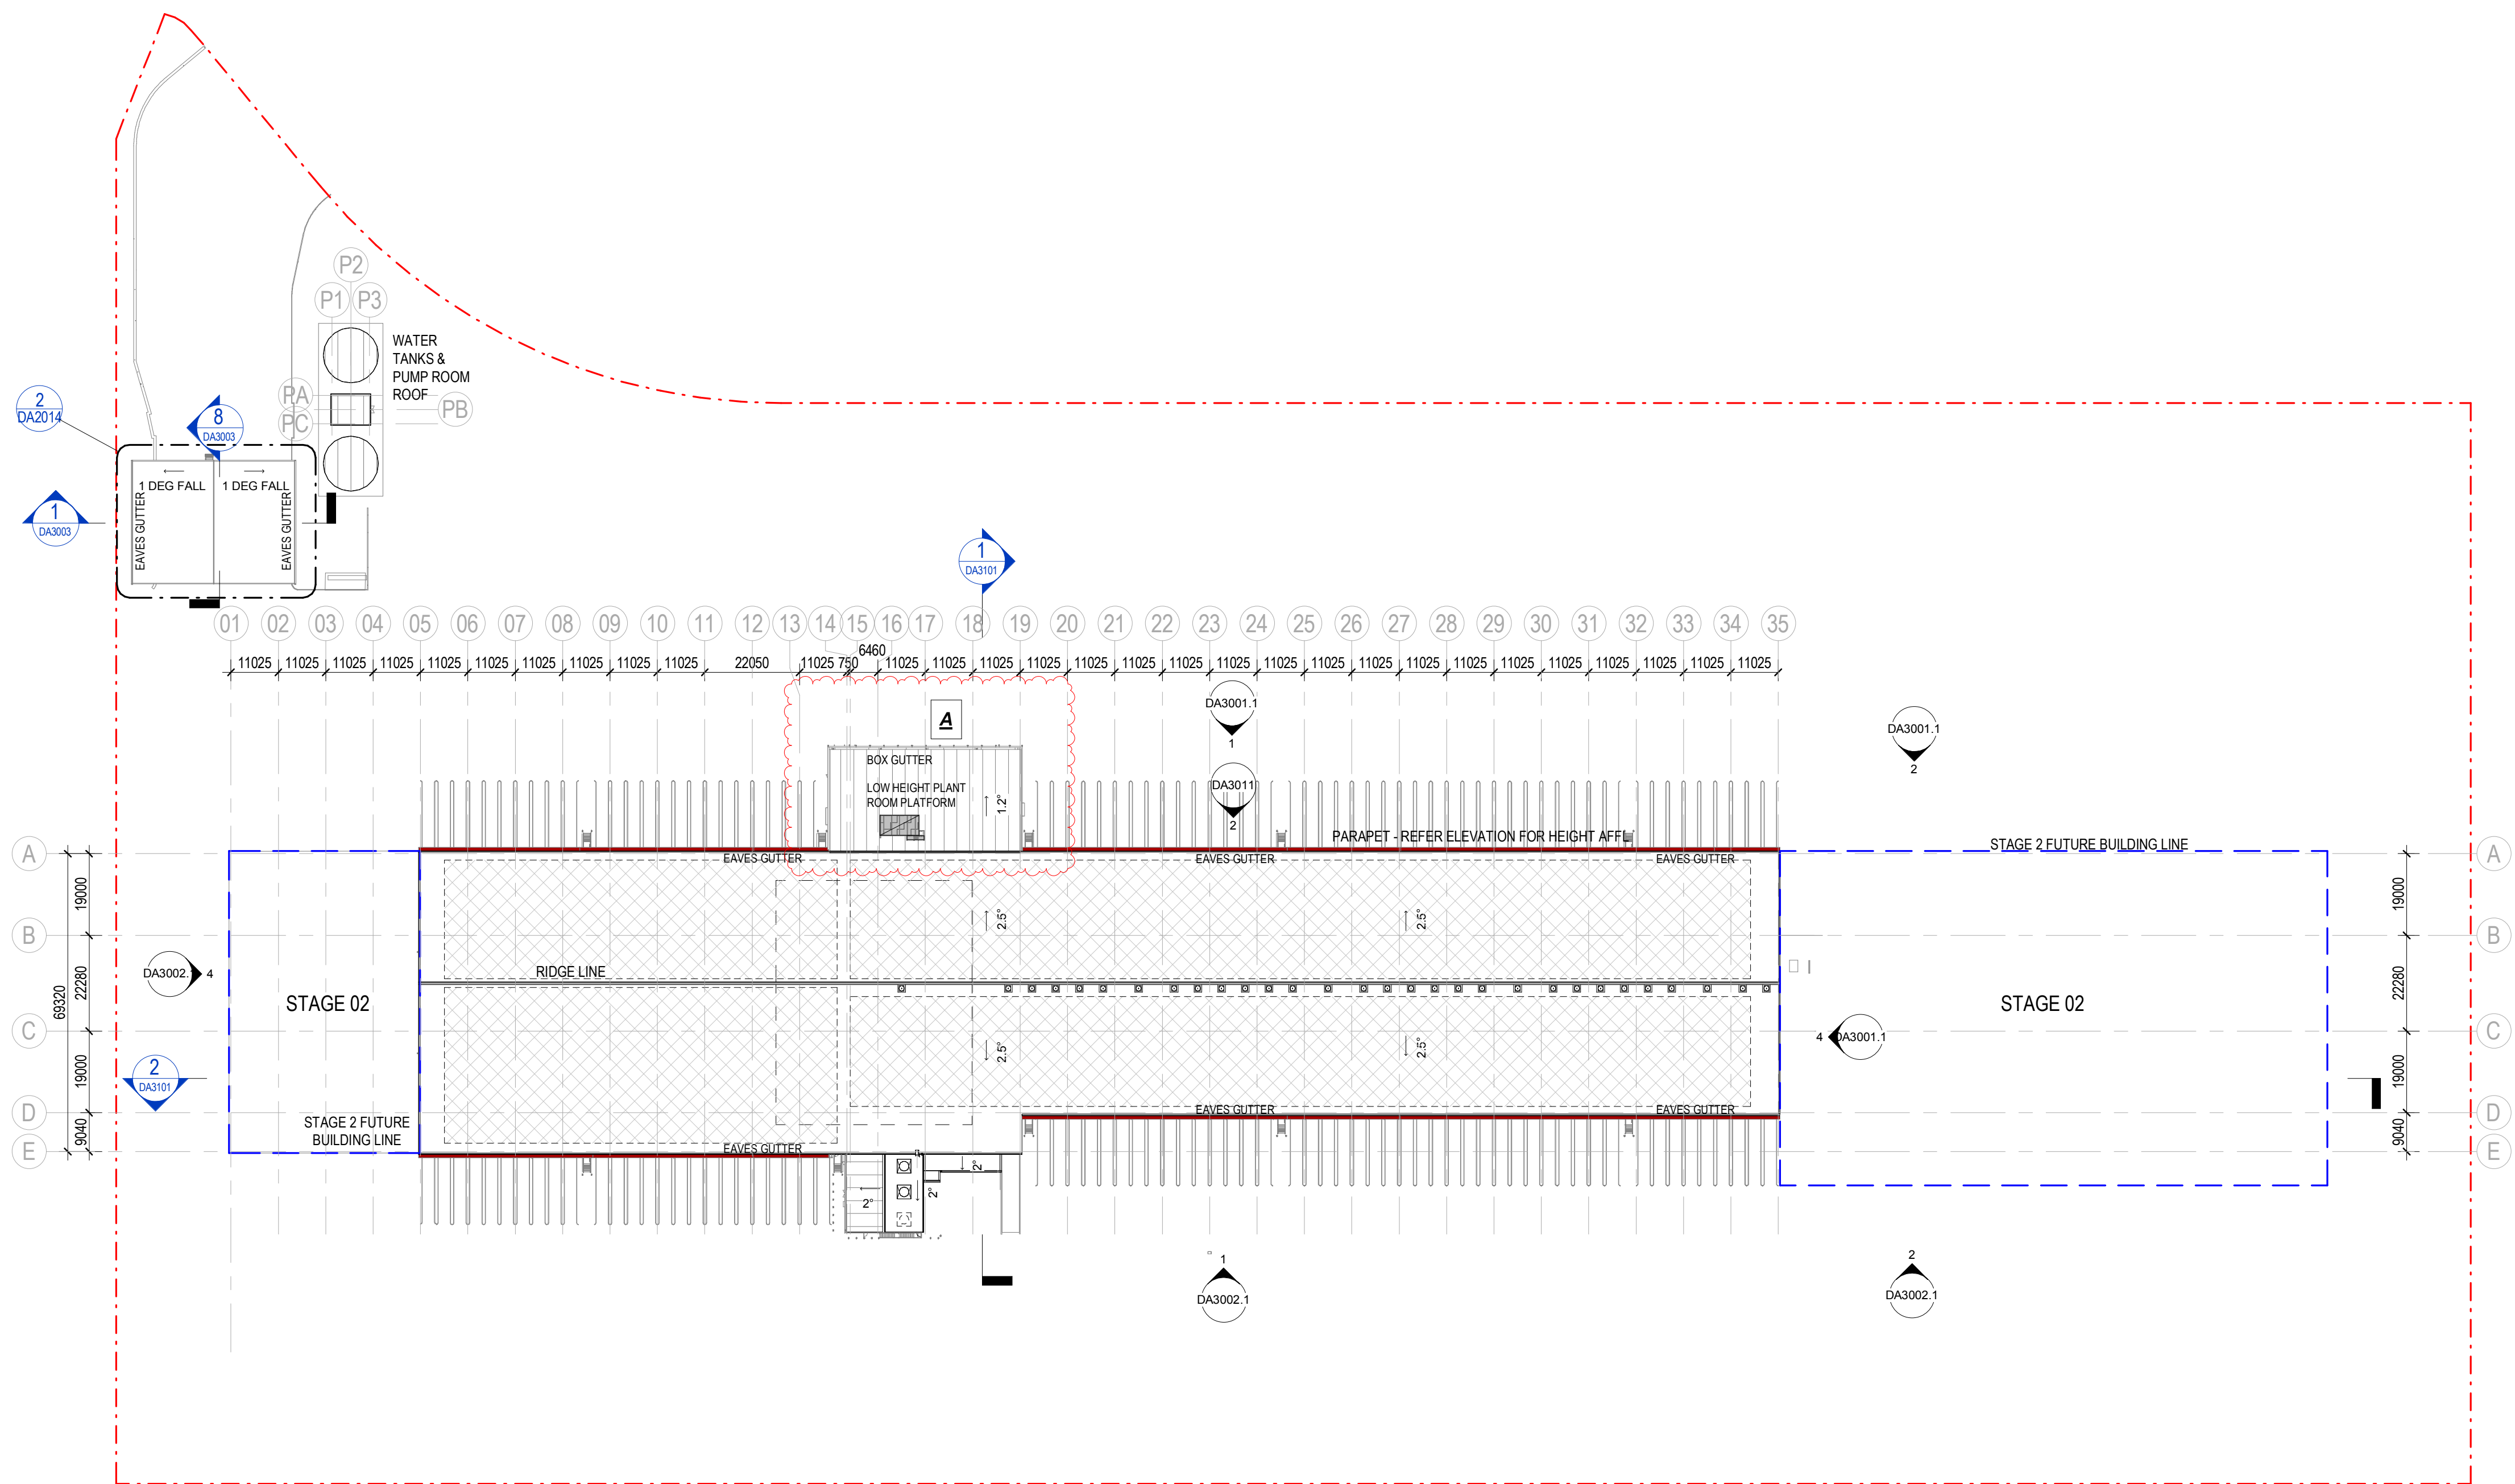 P2
P1 P3
WATER
TANKS &
PUMP ROOM
ROOF
PA
PB
PC
2
DA2014
8
DA3003
1 DEG FALL 1 DEG FALL
EAVES GUTTER
EAVES GUTTER
1
DA3003
1
DA3101
01 02 03 04 05 06 07 08 09 10 11 12 13 14 15 16 17 18 19 20 21 22 23 24 25 26 27 28 29 30 31 32 33 34 35
6460
11025 11025 11025 11025 11025 11025 11025 11025 11025 11025 22050 11025 750 11025 11025 11025 11025 11025 11025 11025 11025 11025 11025 11025 11025 11025 11025 11025 11025 11025 11025 11025 11025
A
DA3001.1
1
DA3001.1
2
BOX GUTTER
LOW HEIGHT PLANT
ROOM PLATFORM
1.2°
DA3011
2
PARAPET - REFER ELEVATION FOR HEIGHT AFFL
STAGE 2 FUTURE BUILDING LINE
A
A
EAVES GUTTER
EAVES GUTTER
EAVES GUTTER
19000
19000
2.5°
2.5°
B
B
RIDGE LINE
DA3002.1 4
22280
22280
69320
STAGE 02
STAGE 02
C
C
4 DA3001.1
2.5°
2.5°
19000
19000
2
DA3101
D
D
EAVES GUTTER
EAVES GUTTER
STAGE 2 FUTURE
BUILDING LINE
9040
9040
E
E
EAVES GUTTER
2°
2°
2°
1
DA3002.1
2
DA3002.1